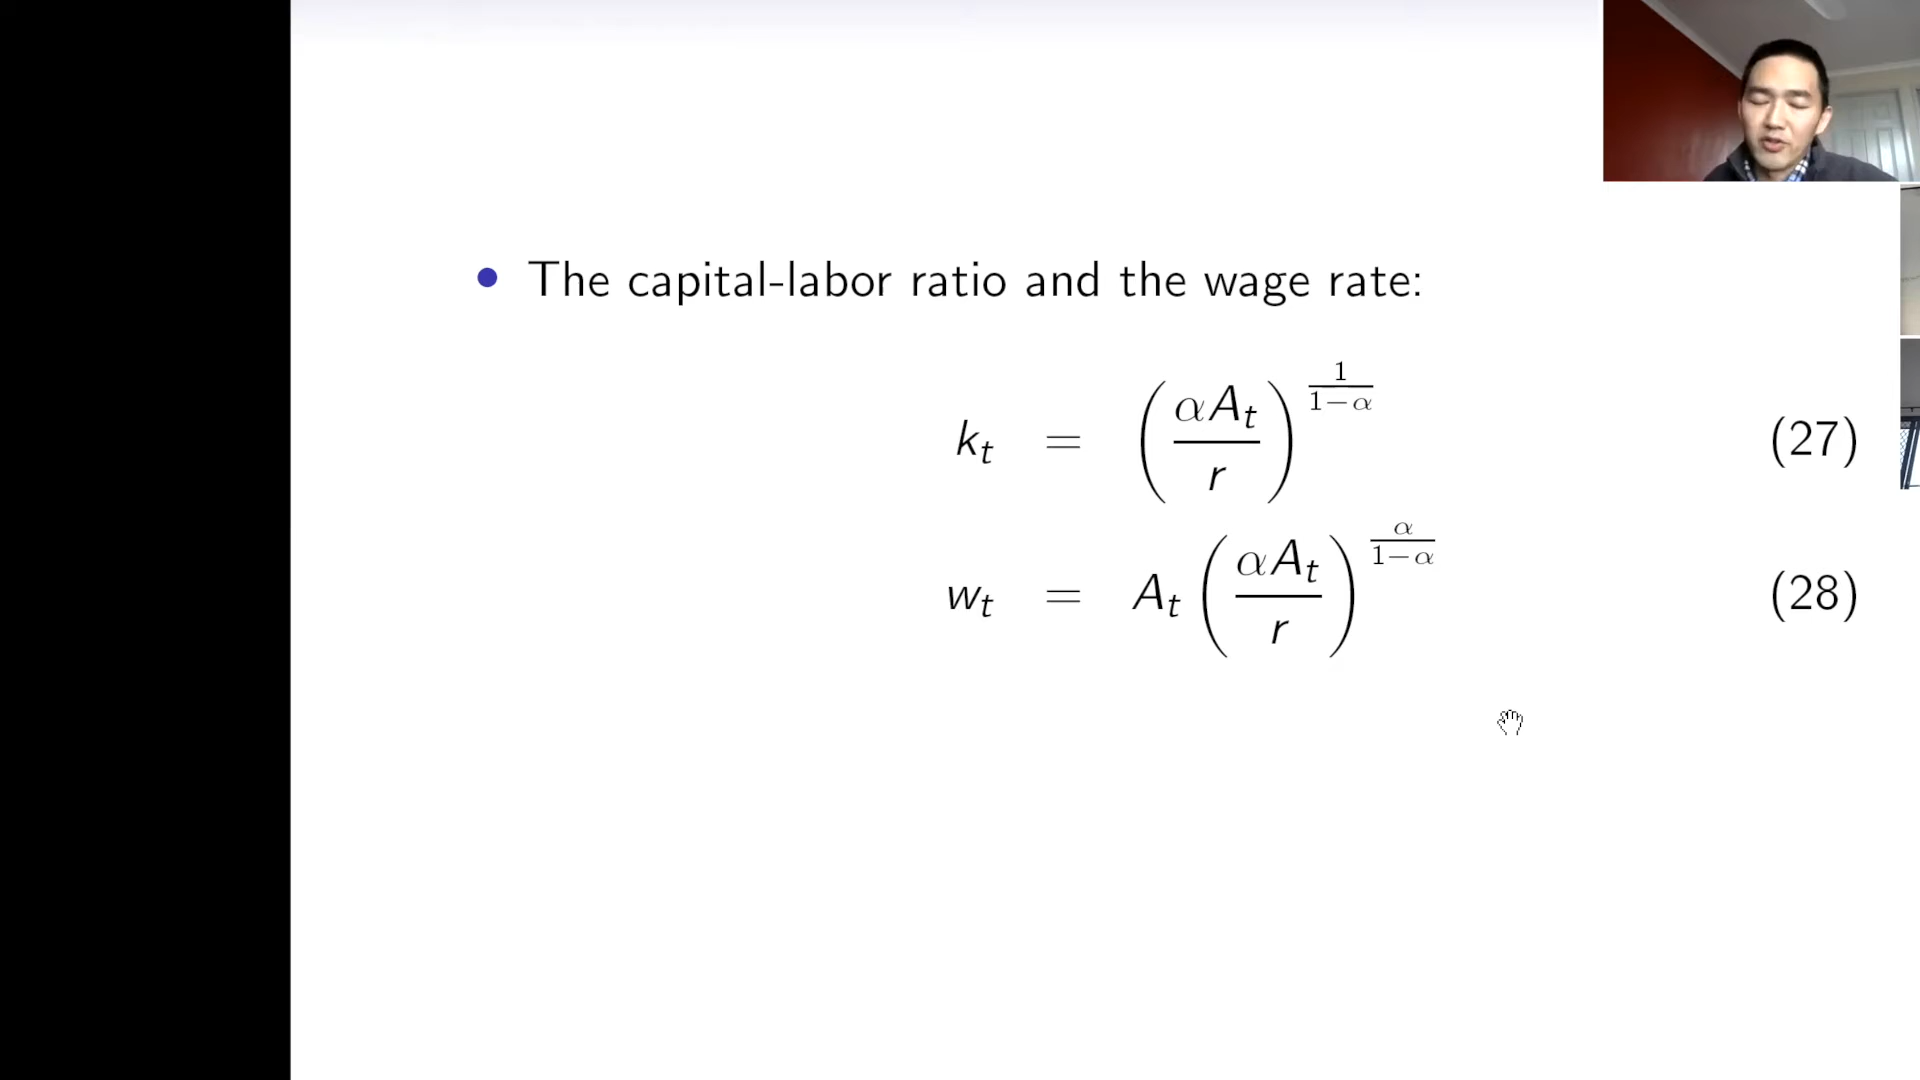 • The capital-labor ratio and the wage rate:
k_t = (αA_t / r)^{1/(1−α)} (27)
w_t = A_t (αA_t / r)^{α/(1−α)} (28)